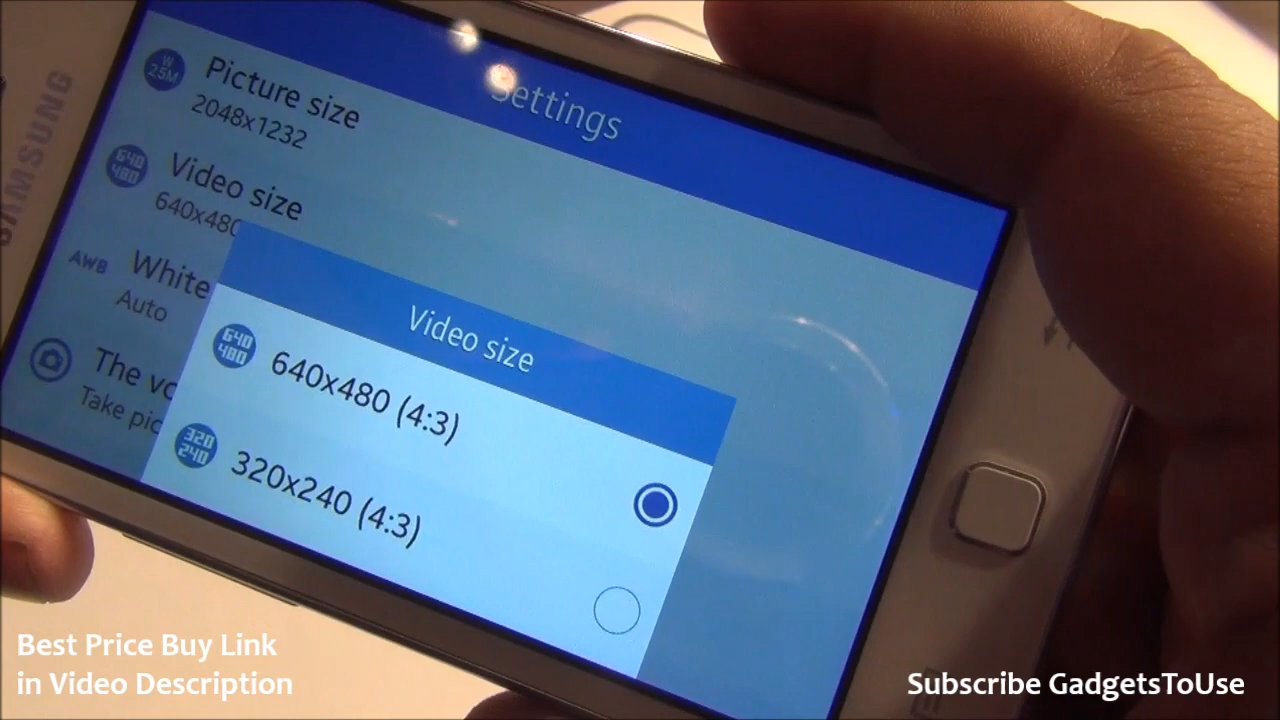 SAMSUNG
Settings
W
2.5M
Picture size
2048x1232
640
480
Video size
640x480
AWB
White
Auto
The vo
Take pic
Video size
640
480
640x480 (4:3)
320
240
320x240 (4:3)
Best Price Buy Link
in Video Description
Subscribe GadgetsToUse